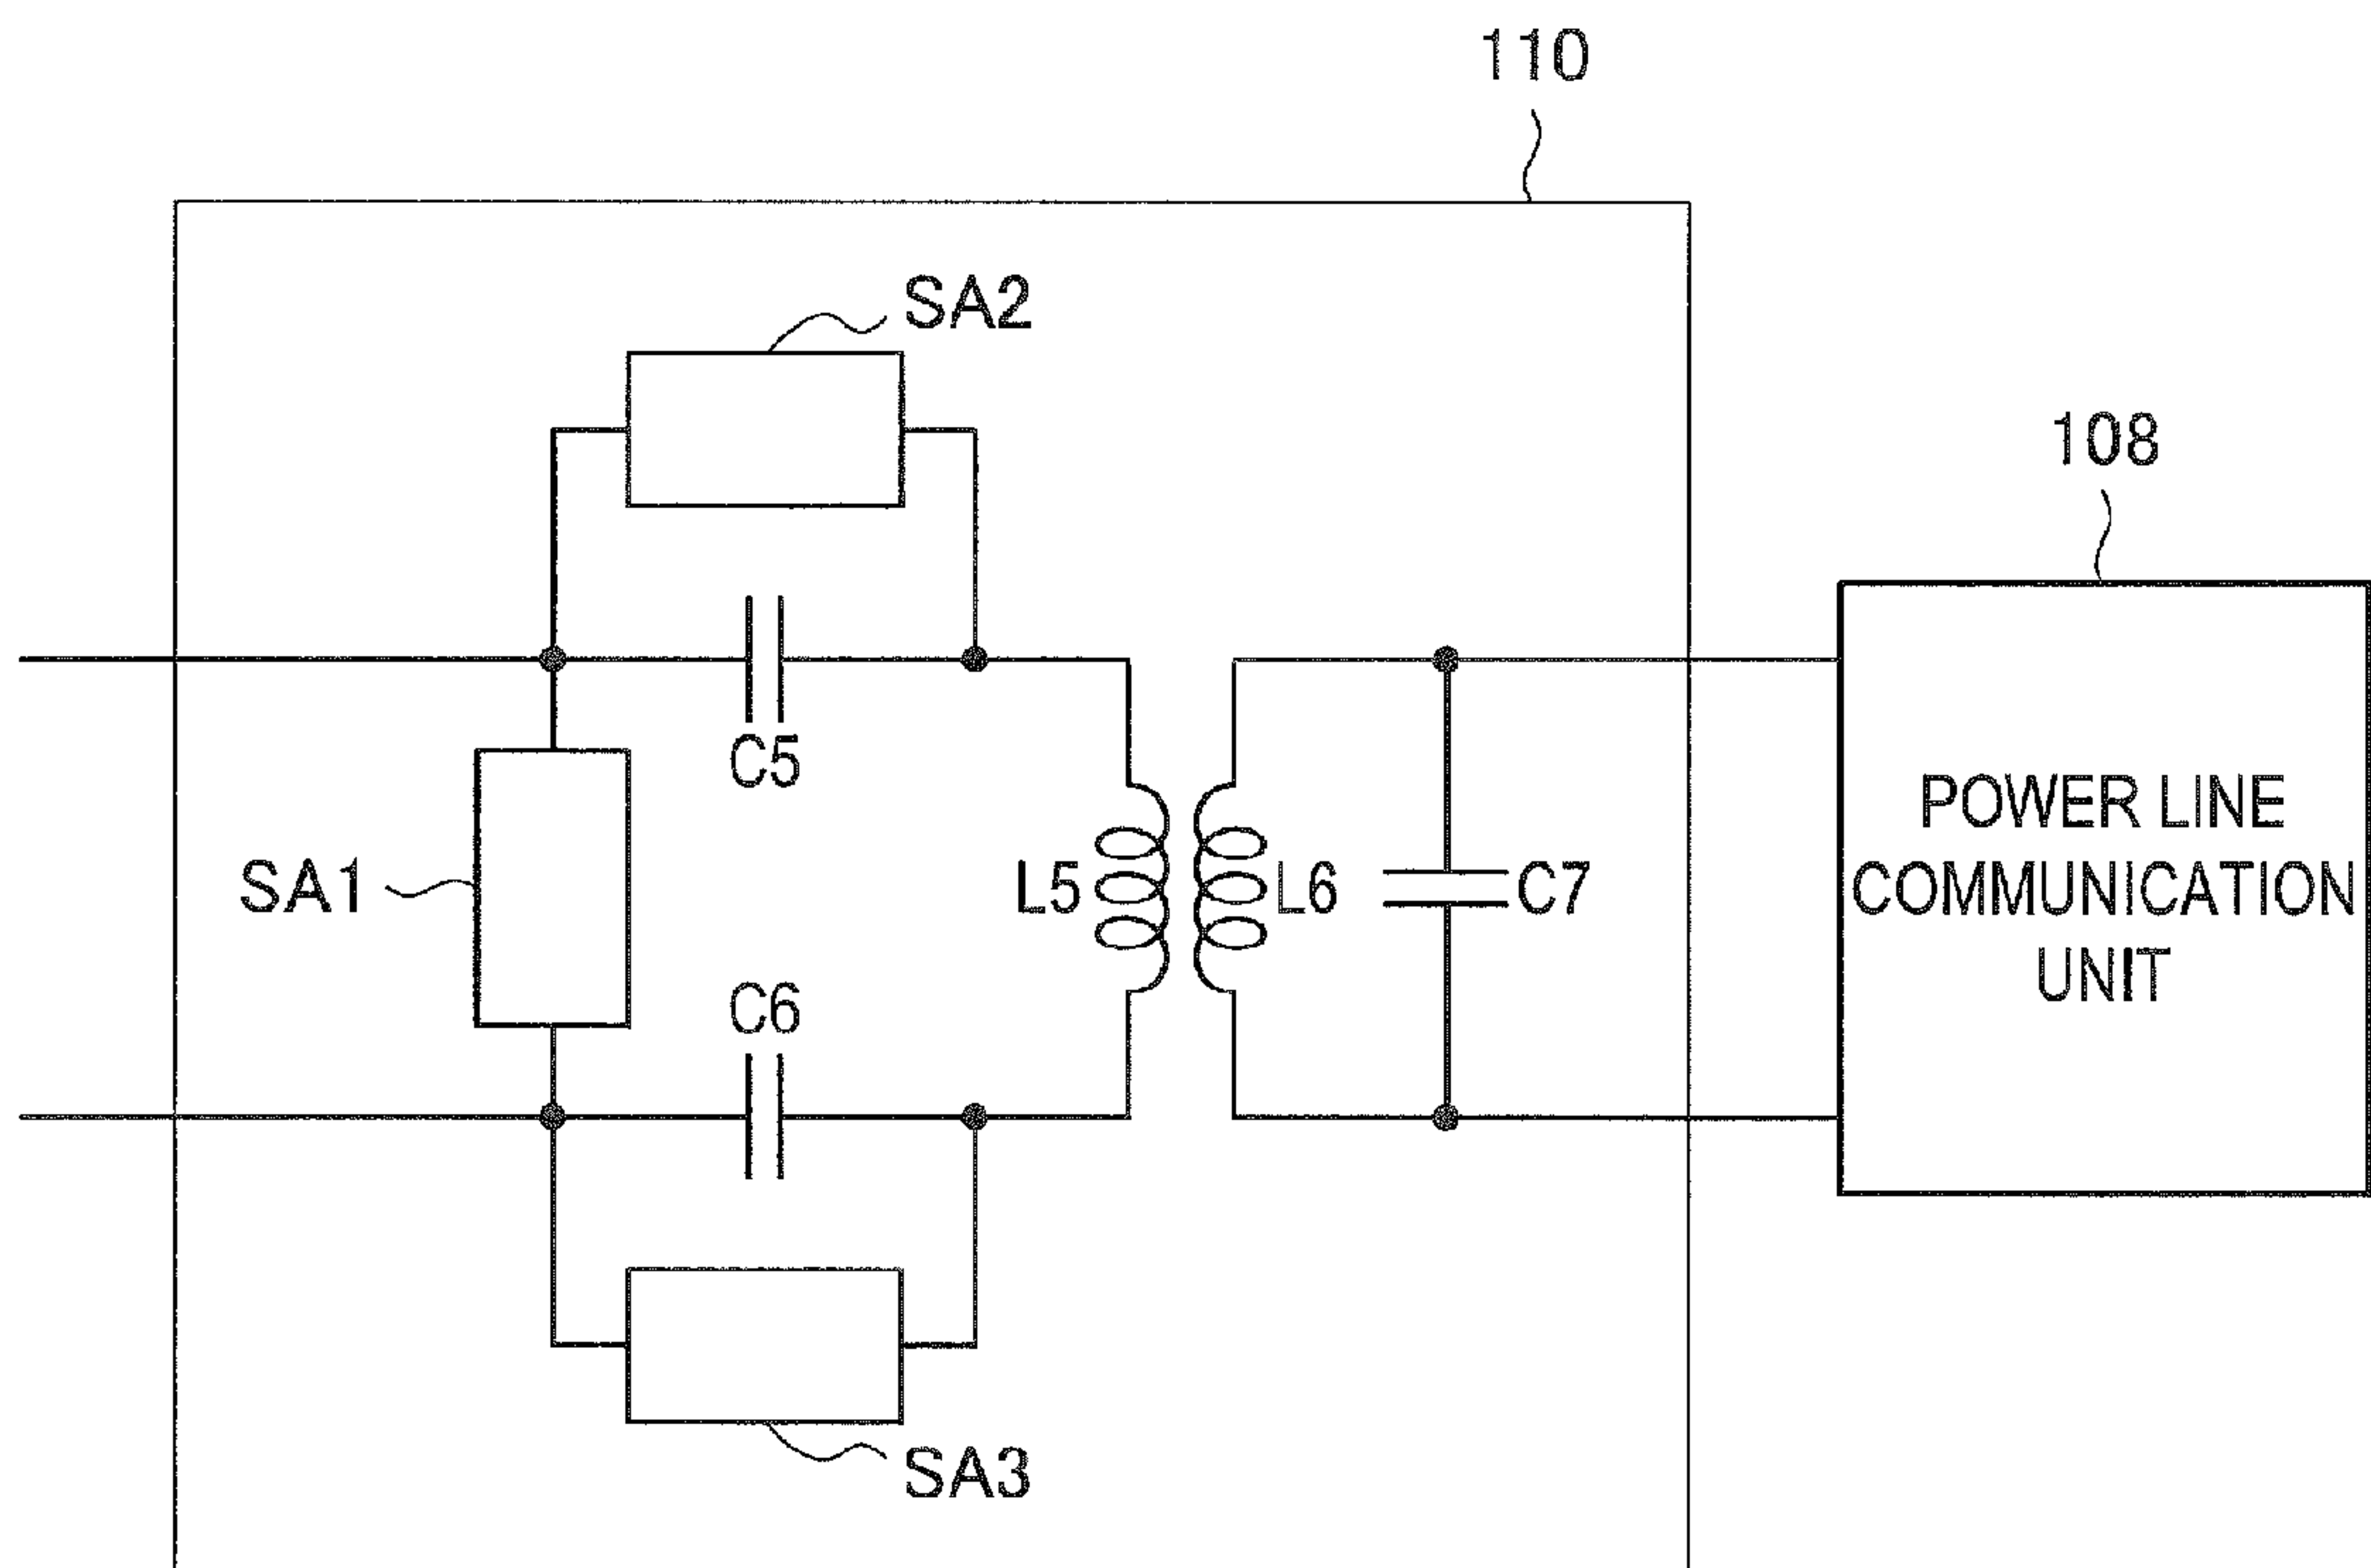 110
SA2
108
C5
SA1
L5
L6
C7
POWER LINE
COMMUNICATION
UNIT
C6
SA3